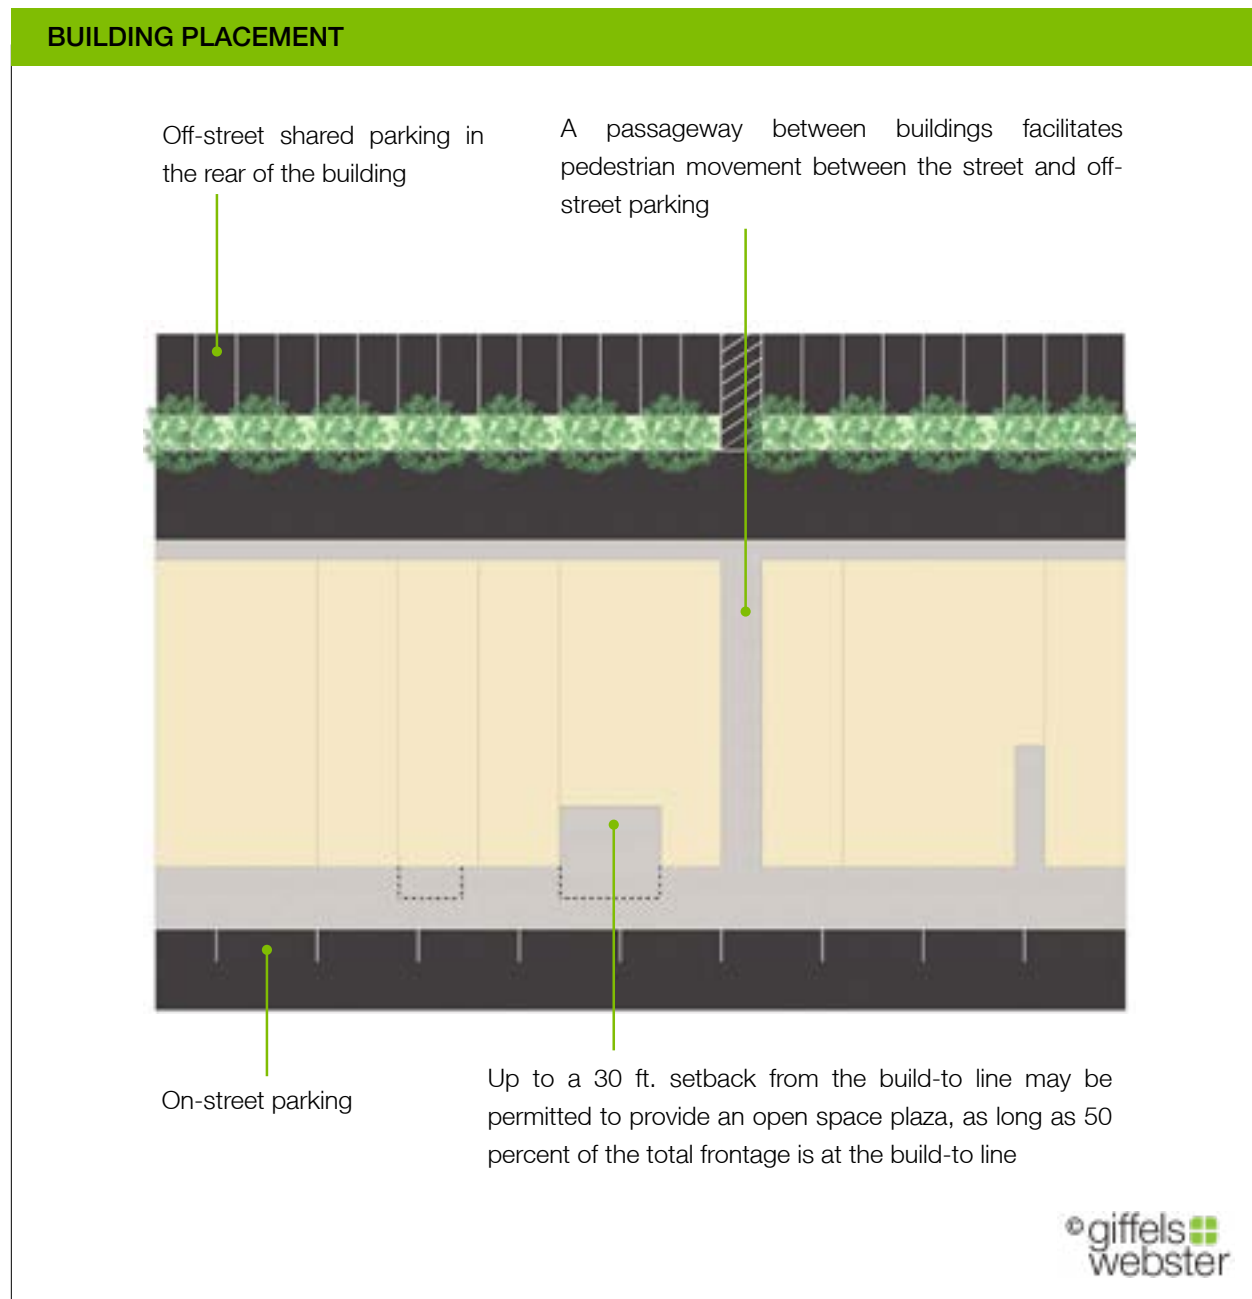 BUILDING PLACEMENT
Off-street shared parking in
the rear of the building
A passageway between buildings facilitates
pedestrian movement between the street and off-
street parking
On-street parking
Up to a 30 ft. setback from the build-to line may be
permitted to provide an open space plaza, as long as 50
percent of the total frontage is at the build-to line
© giffels
webster